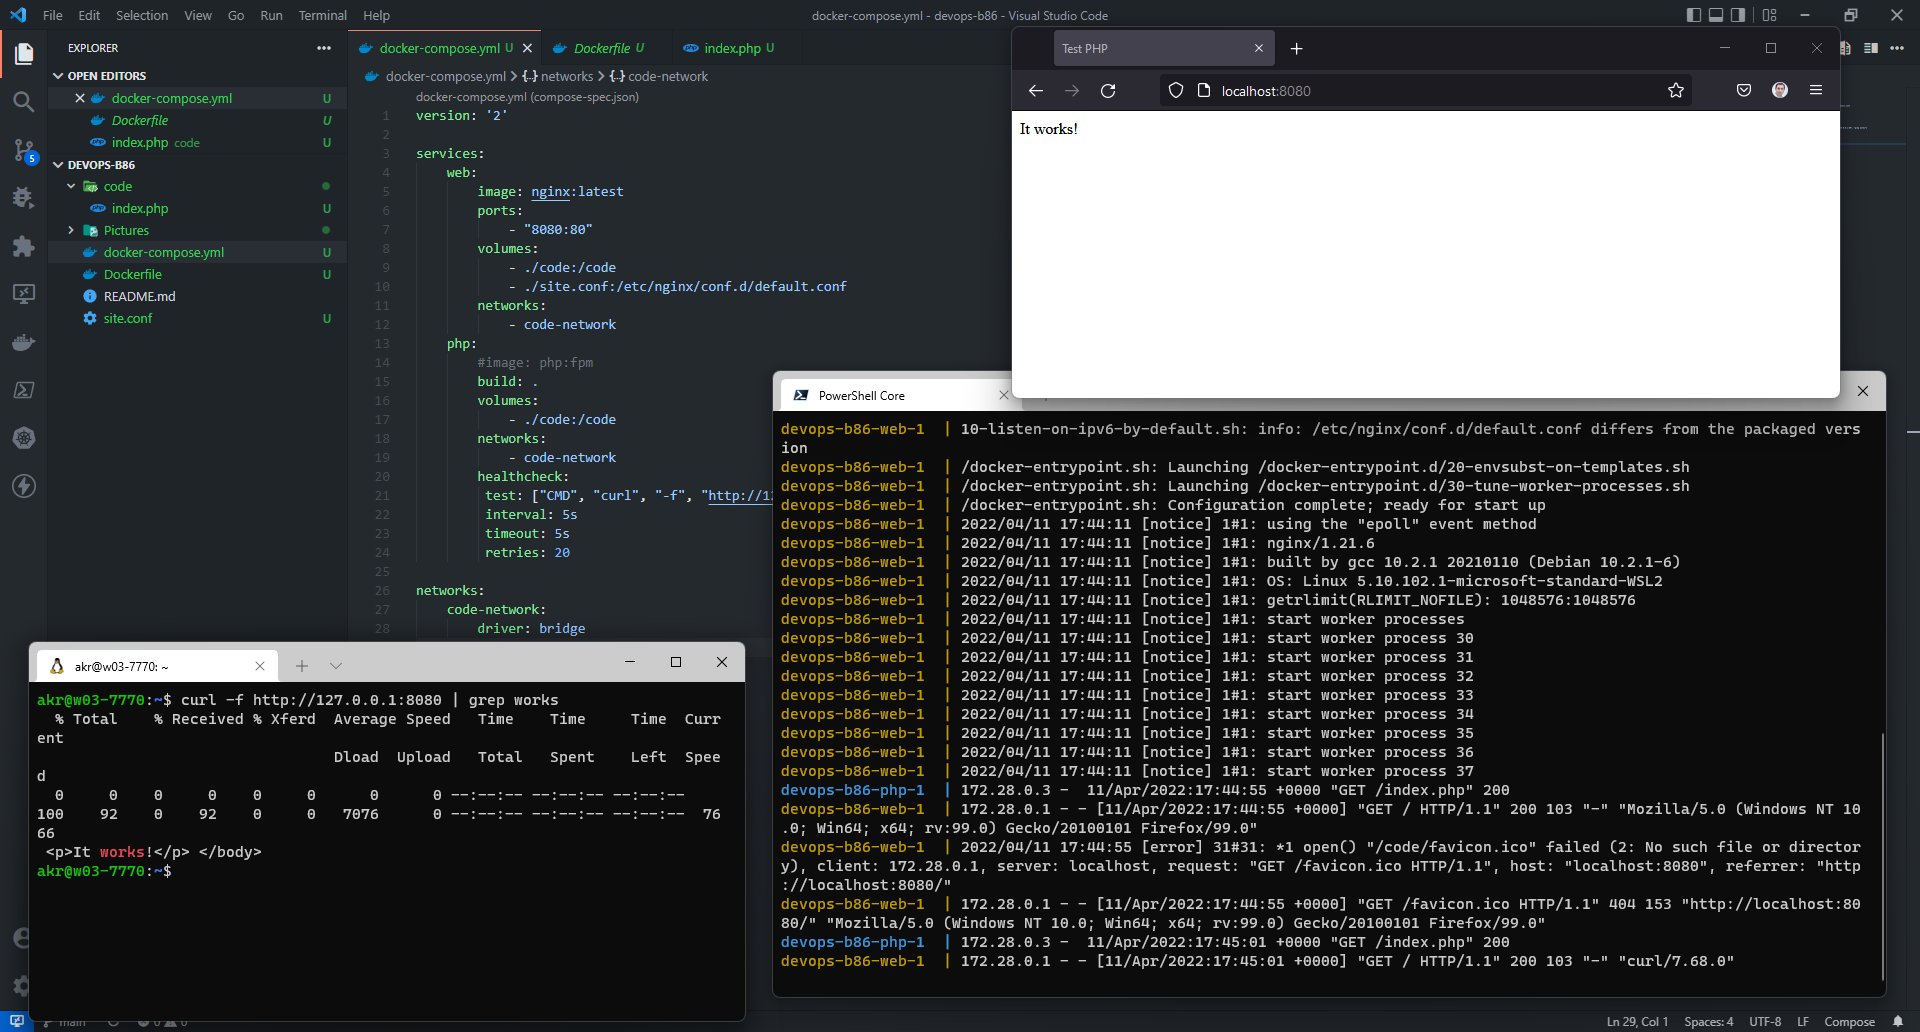 File Edit Selection View Go Run Terminal Help
docker-compose.yml - devops-b86 - Visual Studio Code
EXPLORER
OPEN EDITORS
docker-compose.yml U
Dockerfile U
index.php code U
DEVOPS-B86
code
index.php U
Pictures
docker-compose.yml U
Dockerfile U
README.md
site.conf U
5
docker-compose.yml U
Dockerfile U
index.php U
docker-compose.yml > {..} networks > {..} code-network
docker-compose.yml (compose-spec.json)
1 version: '2'
2
3 services:
4 web:
5 image: nginx:latest
6 ports:
7 - "8080:80"
8 volumes:
9 - ./code:/code
10 - ./site.conf:/etc/nginx/conf.d/default.conf
11 networks:
12 - code-network
13 php:
14 #image: php:fpm
15 build: .
16 volumes:
17 - ./code:/code
18 networks:
19 - code-network
20 healthcheck:
21 test: ["CMD", "curl", "-f", "http://12
22 interval: 5s
23 timeout: 5s
24 retries: 20
25
26 networks:
27 code-network:
28 driver: bridge
Test PHP
localhost:8080
It works!
PowerShell Core
devops-b86-web-1 | 10-listen-on-ipv6-by-default.sh: info: /etc/nginx/conf.d/default.conf differs from the packaged vers
ion
devops-b86-web-1 | /docker-entrypoint.sh: Launching /docker-entrypoint.d/20-envsubst-on-templates.sh
devops-b86-web-1 | /docker-entrypoint.sh: Launching /docker-entrypoint.d/30-tune-worker-processes.sh
devops-b86-web-1 | /docker-entrypoint.sh: Configuration complete; ready for start up
devops-b86-web-1 | 2022/04/11 17:44:11 [notice] 1#1: using the "epoll" event method
devops-b86-web-1 | 2022/04/11 17:44:11 [notice] 1#1: nginx/1.21.6
devops-b86-web-1 | 2022/04/11 17:44:11 [notice] 1#1: built by gcc 10.2.1 20210110 (Debian 10.2.1-6)
devops-b86-web-1 | 2022/04/11 17:44:11 [notice] 1#1: OS: Linux 5.10.102.1-microsoft-standard-WSL2
devops-b86-web-1 | 2022/04/11 17:44:11 [notice] 1#1: getrlimit(RLIMIT_NOFILE): 1048576:1048576
devops-b86-web-1 | 2022/04/11 17:44:11 [notice] 1#1: start worker processes
devops-b86-web-1 | 2022/04/11 17:44:11 [notice] 1#1: start worker process 30
devops-b86-web-1 | 2022/04/11 17:44:11 [notice] 1#1: start worker process 31
devops-b86-web-1 | 2022/04/11 17:44:11 [notice] 1#1: start worker process 32
devops-b86-web-1 | 2022/04/11 17:44:11 [notice] 1#1: start worker process 33
devops-b86-web-1 | 2022/04/11 17:44:11 [notice] 1#1: start worker process 34
devops-b86-web-1 | 2022/04/11 17:44:11 [notice] 1#1: start worker process 35
devops-b86-web-1 | 2022/04/11 17:44:11 [notice] 1#1: start worker process 36
devops-b86-web-1 | 2022/04/11 17:44:11 [notice] 1#1: start worker process 37
devops-b86-php-1 | 172.28.0.3 - 11/Apr/2022:17:44:55 +0000 "GET /index.php" 200
devops-b86-web-1 | 172.28.0.1 - - [11/Apr/2022:17:44:55 +0000] "GET / HTTP/1.1" 200 103 "-" "Mozilla/5.0 (Windows NT 10
.0; Win64; x64; rv:99.0) Gecko/20100101 Firefox/99.0"
devops-b86-web-1 | 2022/04/11 17:44:55 [error] 31#31: *1 open() "/code/favicon.ico" failed (2: No such file or director
y), client: 172.28.0.1, server: localhost, request: "GET /favicon.ico HTTP/1.1", host: "localhost:8080", referrer: "http
://localhost:8080/"
devops-b86-web-1 | 172.28.0.1 - - [11/Apr/2022:17:44:55 +0000] "GET /favicon.ico HTTP/1.1" 404 153 "http://localhost:80
80/" "Mozilla/5.0 (Windows NT 10.0; Win64; x64; rv:99.0) Gecko/20100101 Firefox/99.0"
devops-b86-php-1 | 172.28.0.3 - 11/Apr/2022:17:45:01 +0000 "GET /index.php" 200
devops-b86-web-1 | 172.28.0.1 - - [11/Apr/2022:17:45:01 +0000] "GET / HTTP/1.1" 200 103 "-" "curl/7.68.0"
akr@w03-7770: ~
akr@w03-7770:~$ curl -f http://127.0.0.1:8080 | grep works
% Total % Received % Xferd Average Speed Time Time Time Curr
ent
Dload Upload Total Spent Left Spee
d
0 0 0 0 0 0 0 0 --:--:-- --:--:-- --:--:--
100 92 0 92 0 0 7076 0 --:--:-- --:--:-- --:--:-- 76
66
<p>It works!</p> </body>
akr@w03-7770:~$
main 0 0
Ln 29, Col 1 Spaces: 4 UTF-8 LF Compose